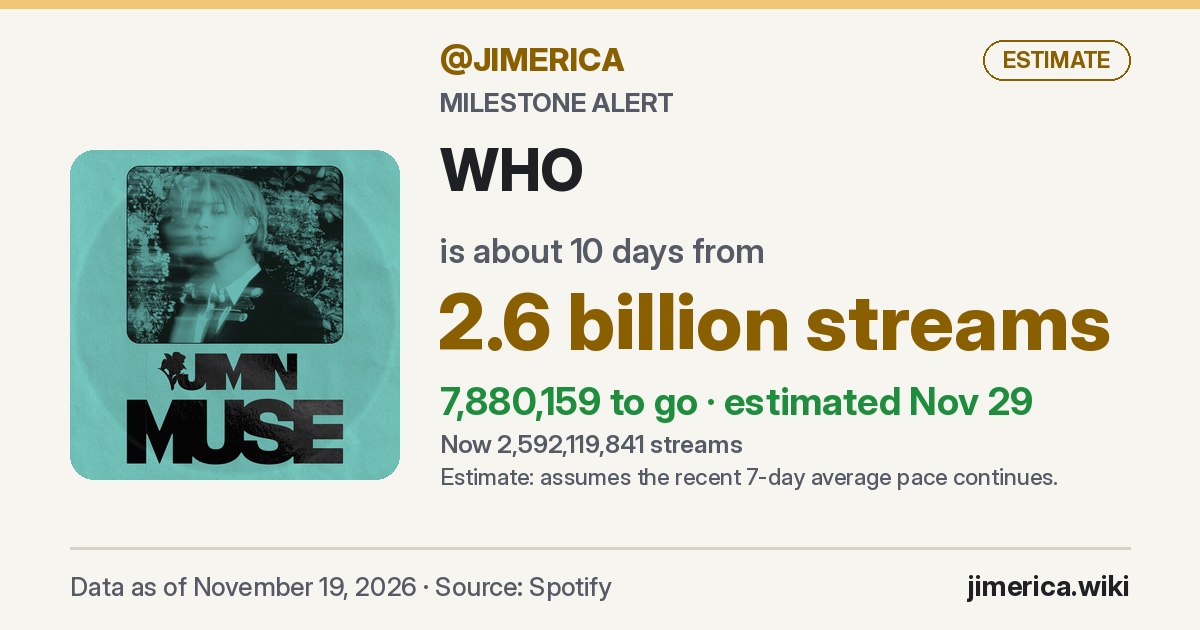 @JIMERICA
ESTIMATE
MILESTONE ALERT
WHO
is about 10 days from
2.6 billion streams
7,880,159 to go · estimated Nov 29
Now 2,592,119,841 streams
Estimate: assumes the recent 7-day average pace continues.
JIMIN
MUSE
Data as of November 19, 2026 · Source: Spotify
jimerica.wiki